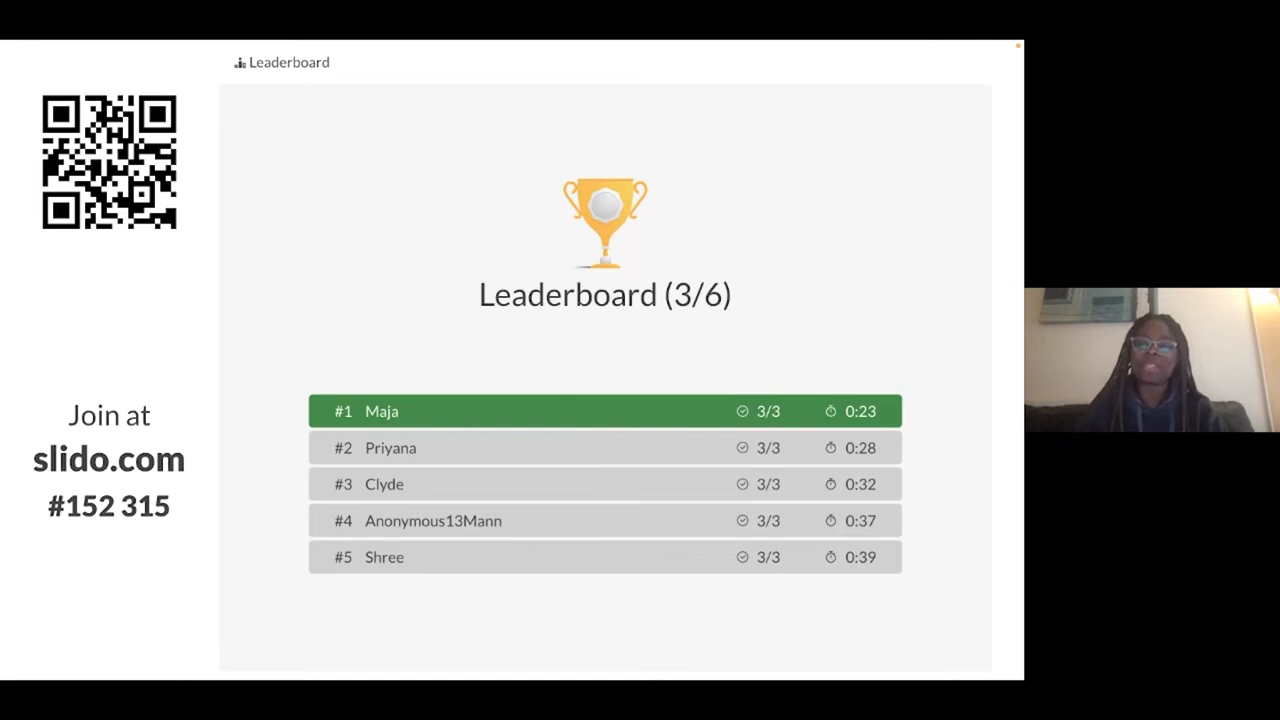 Leaderboard
Leaderboard (3/6)
#1 Maja 3/3 0:23
#2 Priyana 3/3 0:28
#3 Clyde 3/3 0:32
#4 Anonymous13Mann 3/3 0:37
#5 Shree 3/3 0:39
Join at
slido.com
#152 315